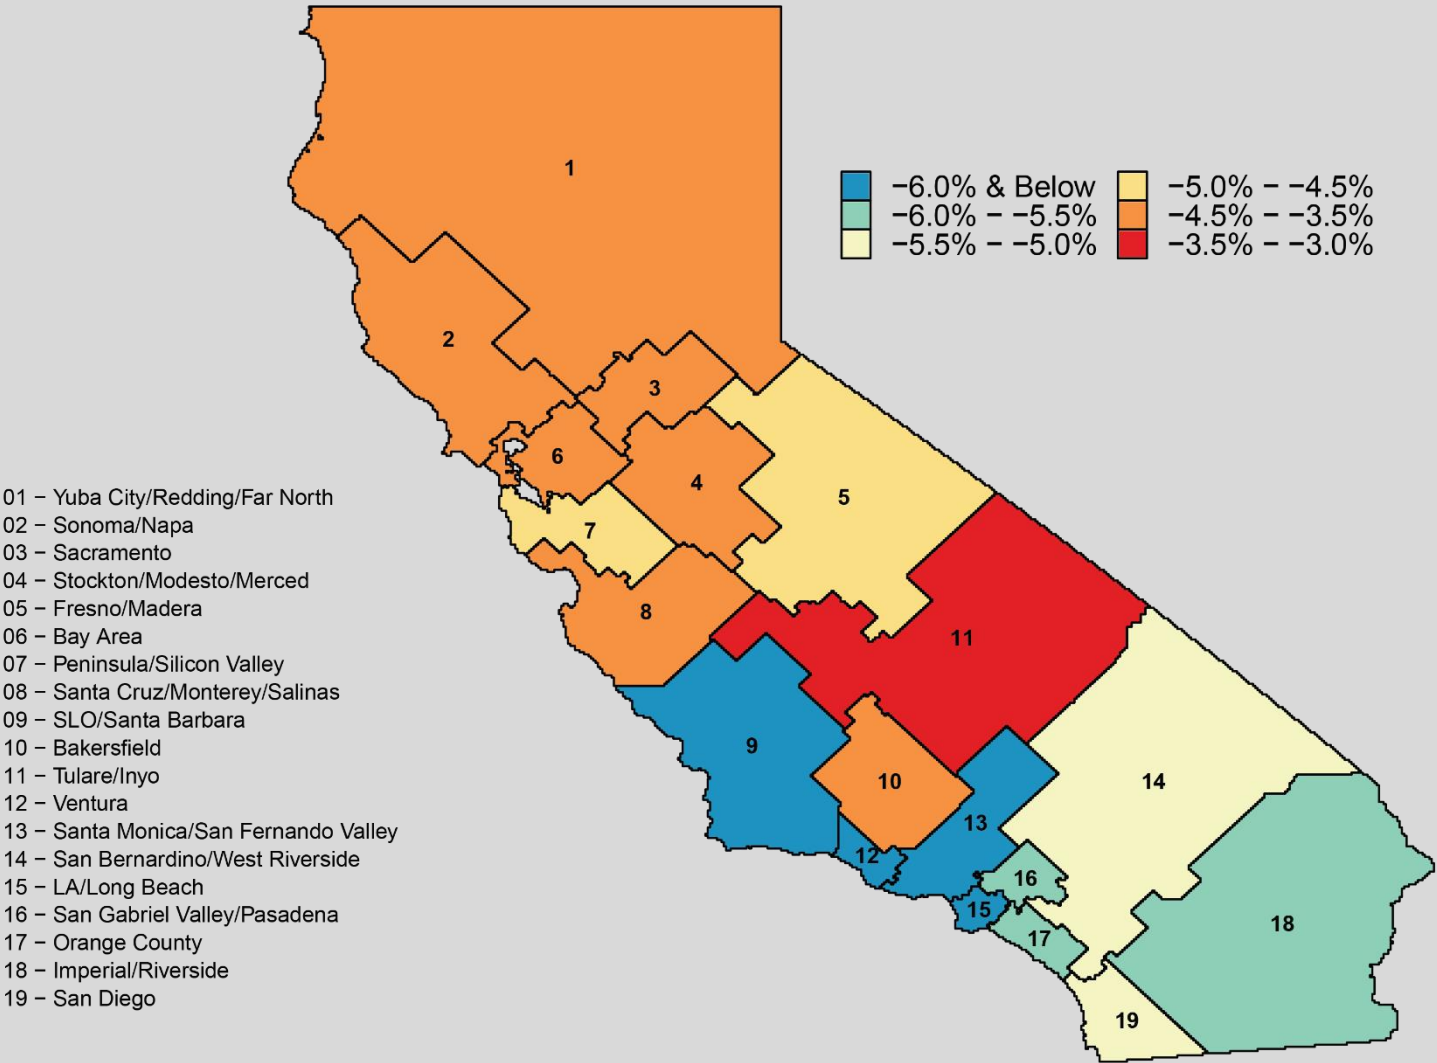 1
−6.0% & Below
−6.0% − −5.5%
−5.5% − −5.0%
−5.0% − −4.5%
−4.5% − −3.5%
−3.5% − −3.0%
2
3
6
4
5
7
8
11
9
10
14
13
12
16
15
17
18
19
01 − Yuba City/Redding/Far North
02 − Sonoma/Napa
03 − Sacramento
04 − Stockton/Modesto/Merced
05 − Fresno/Madera
06 − Bay Area
07 − Peninsula/Silicon Valley
08 − Santa Cruz/Monterey/Salinas
09 − SLO/Santa Barbara
10 − Bakersfield
11 − Tulare/Inyo
12 − Ventura
13 − Santa Monica/San Fernando Valley
14 − San Bernardino/West Riverside
15 − LA/Long Beach
16 − San Gabriel Valley/Pasadena
17 − Orange County
18 − Imperial/Riverside
19 − San Diego